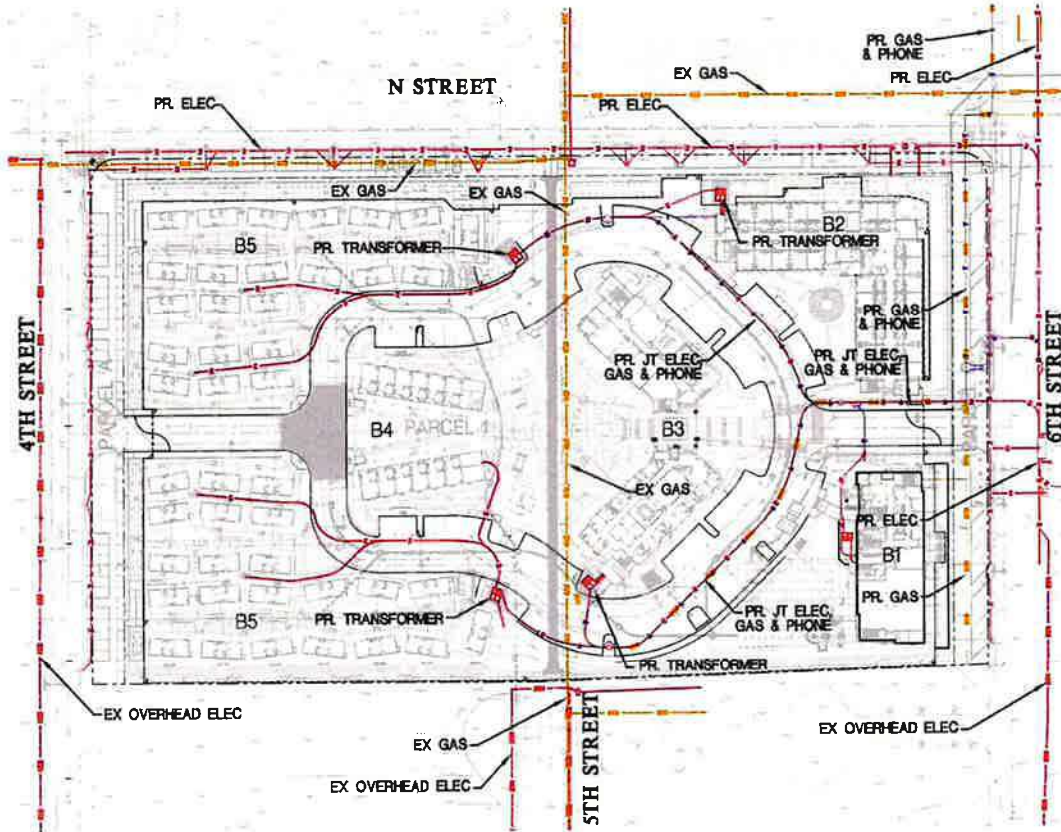 PR. GAS
& PHONE
PR. ELEC
N STREET
EX GAS
PR. ELEC
PR. ELEC
EX GAS
EX GAS
B5
PR. TRANSFORMER
B2
PR. TRANSFORMER
PR. GAS
& PHONE
PR. JT ELEC,
GAS & PHONE
PR. JT ELEC,
GAS & PHONE
4TH STREET
6TH STREET
PARCEL A
B4
PARCEL
B3
EX GAS
PR. ELEC
B1
PR. GAS
B5
PR. TRANSFORMER
PR. JT ELEC,
GAS & PHONE
PR. TRANSFORMER
EX OVERHEAD ELEC
EX GAS
EX OVERHEAD ELEC
5TH STREET
EX OVERHEAD ELEC